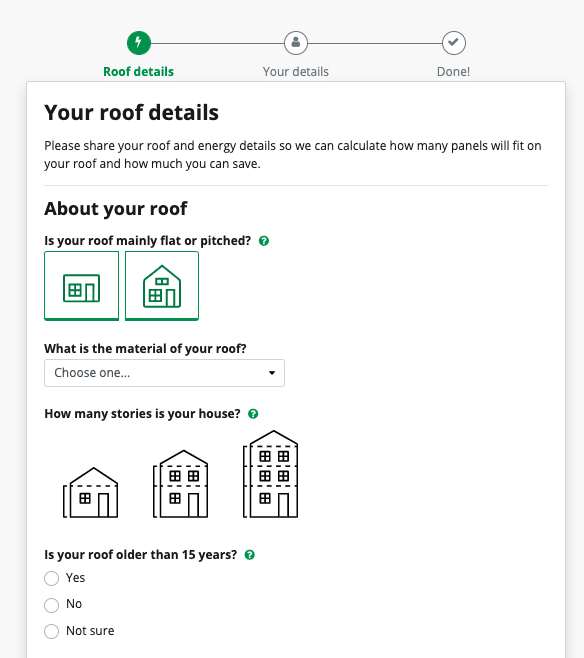 Roof details
Your details
Done!
Your roof details
Please share your roof and energy details so we can calculate how many panels will fit on
your roof and how much you can save.
About your roof
Is your roof mainly flat or pitched? ?
What is the material of your roof?
Choose one...
How many stories is your house? ?
Is your roof older than 15 years? ?
Yes
No
Not sure